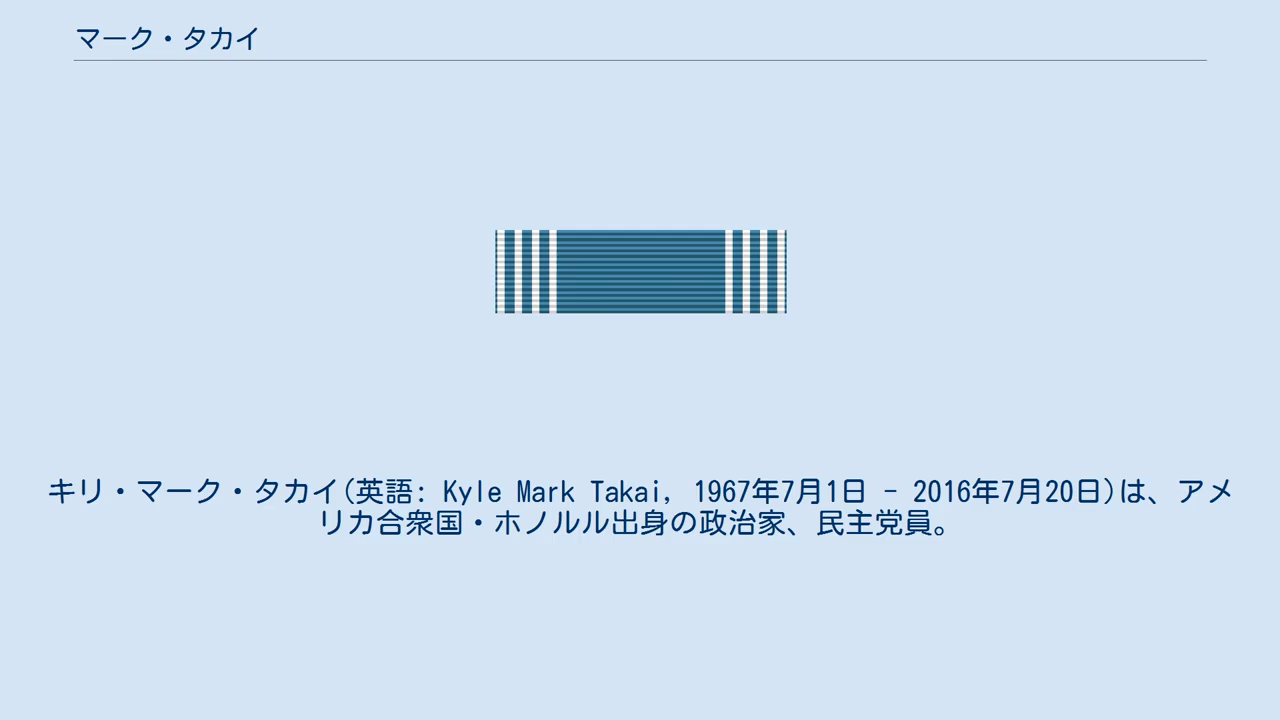 マーク・タカイ
キリ・マーク・タカイ(英語: Kyle Mark Takai, 1967年7月1日 - 2016年7月20日)は、アメ
リカ合衆国・ホノルル出身の政治家、民主党員。